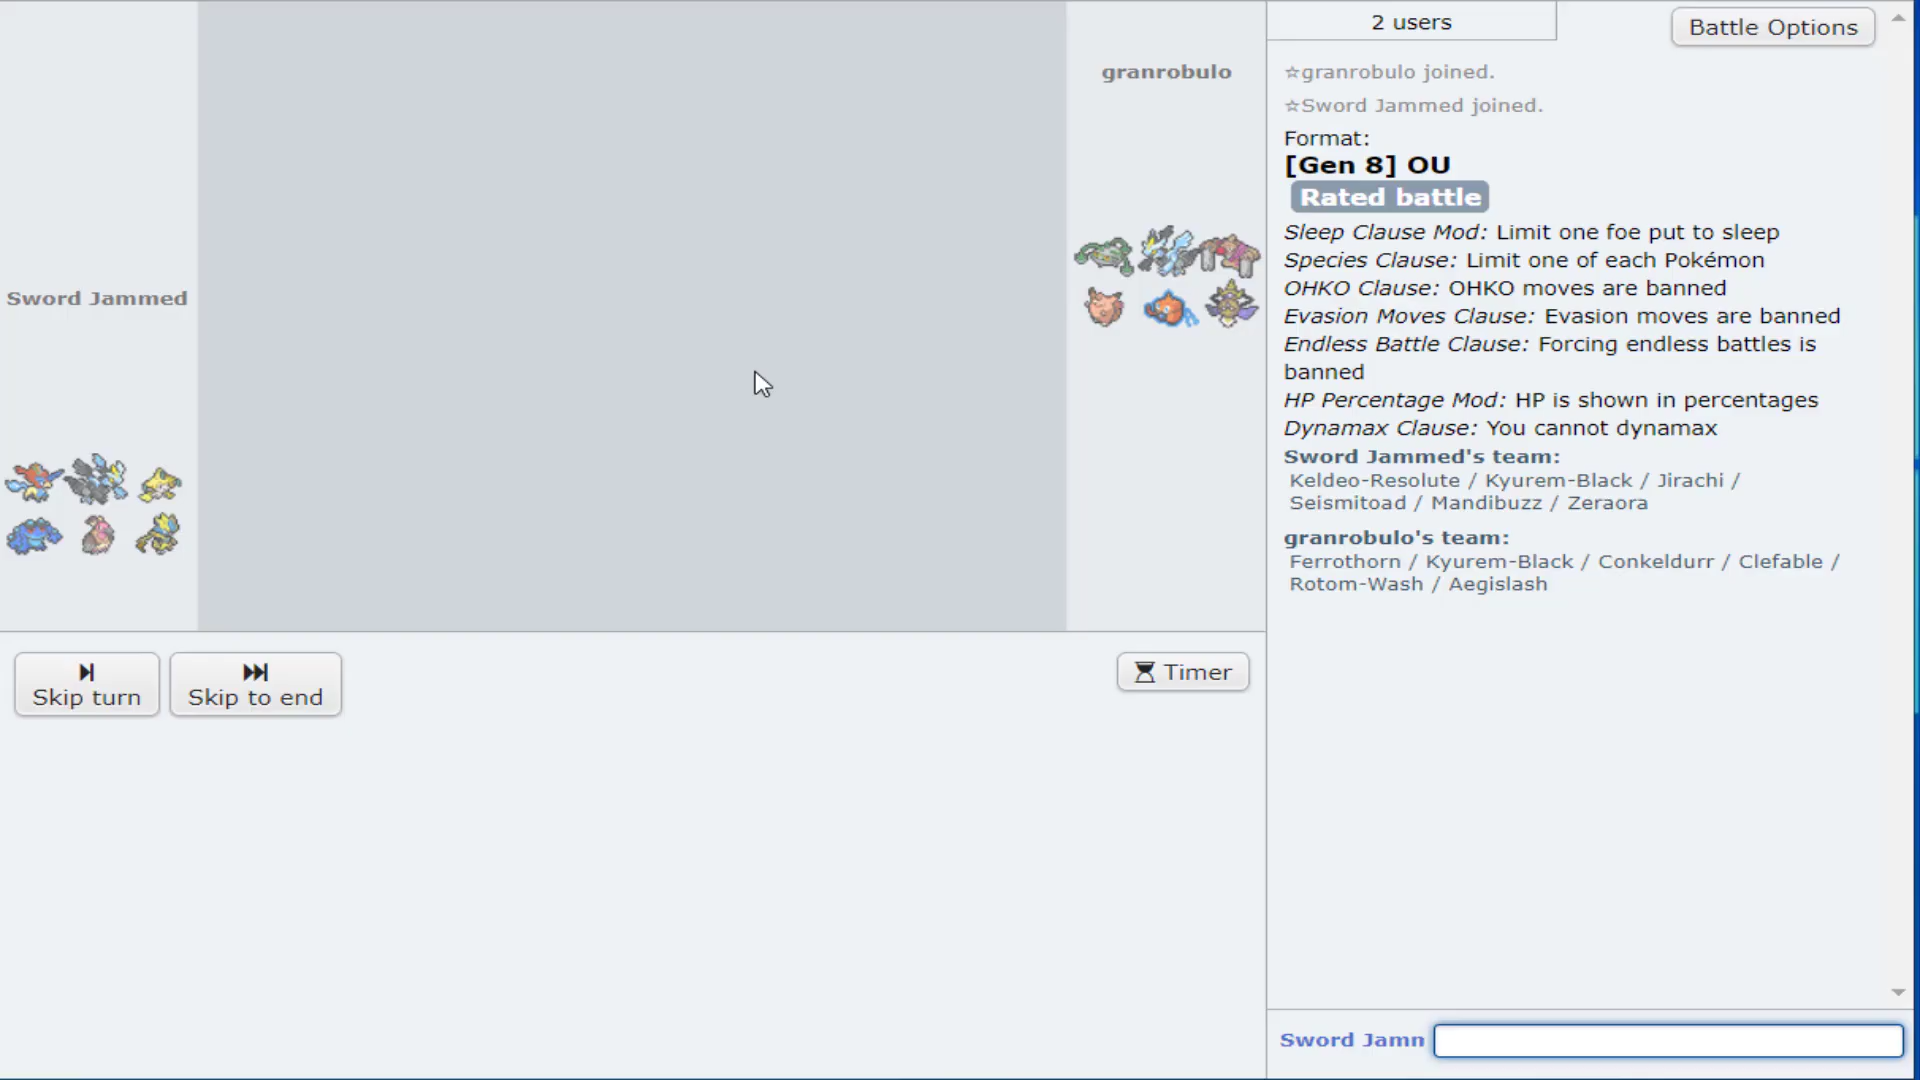 2 users
Battle Options
☆granrobulo joined.
☆Sword Jammed joined.
Format:
[Gen 8] OU
Rated battle
Sleep Clause Mod: Limit one foe put to sleep
Species Clause: Limit one of each Pokémon
OHKO Clause: OHKO moves are banned
Evasion Moves Clause: Evasion moves are banned
Endless Battle Clause: Forcing endless battles is
banned
HP Percentage Mod: HP is shown in percentages
Dynamax Clause: You cannot dynamax
Sword Jammed's team:
Keldeo-Resolute / Kyurem-Black / Jirachi /
Seismitoad / Mandibuzz / Zeraora
granrobulo's team:
Ferrothorn / Kyurem-Black / Conkeldurr / Clefable /
Rotom-Wash / Aegislash
granrobulo
Sword Jammed
Skip turn
Skip to end
Timer
Sword Jamn